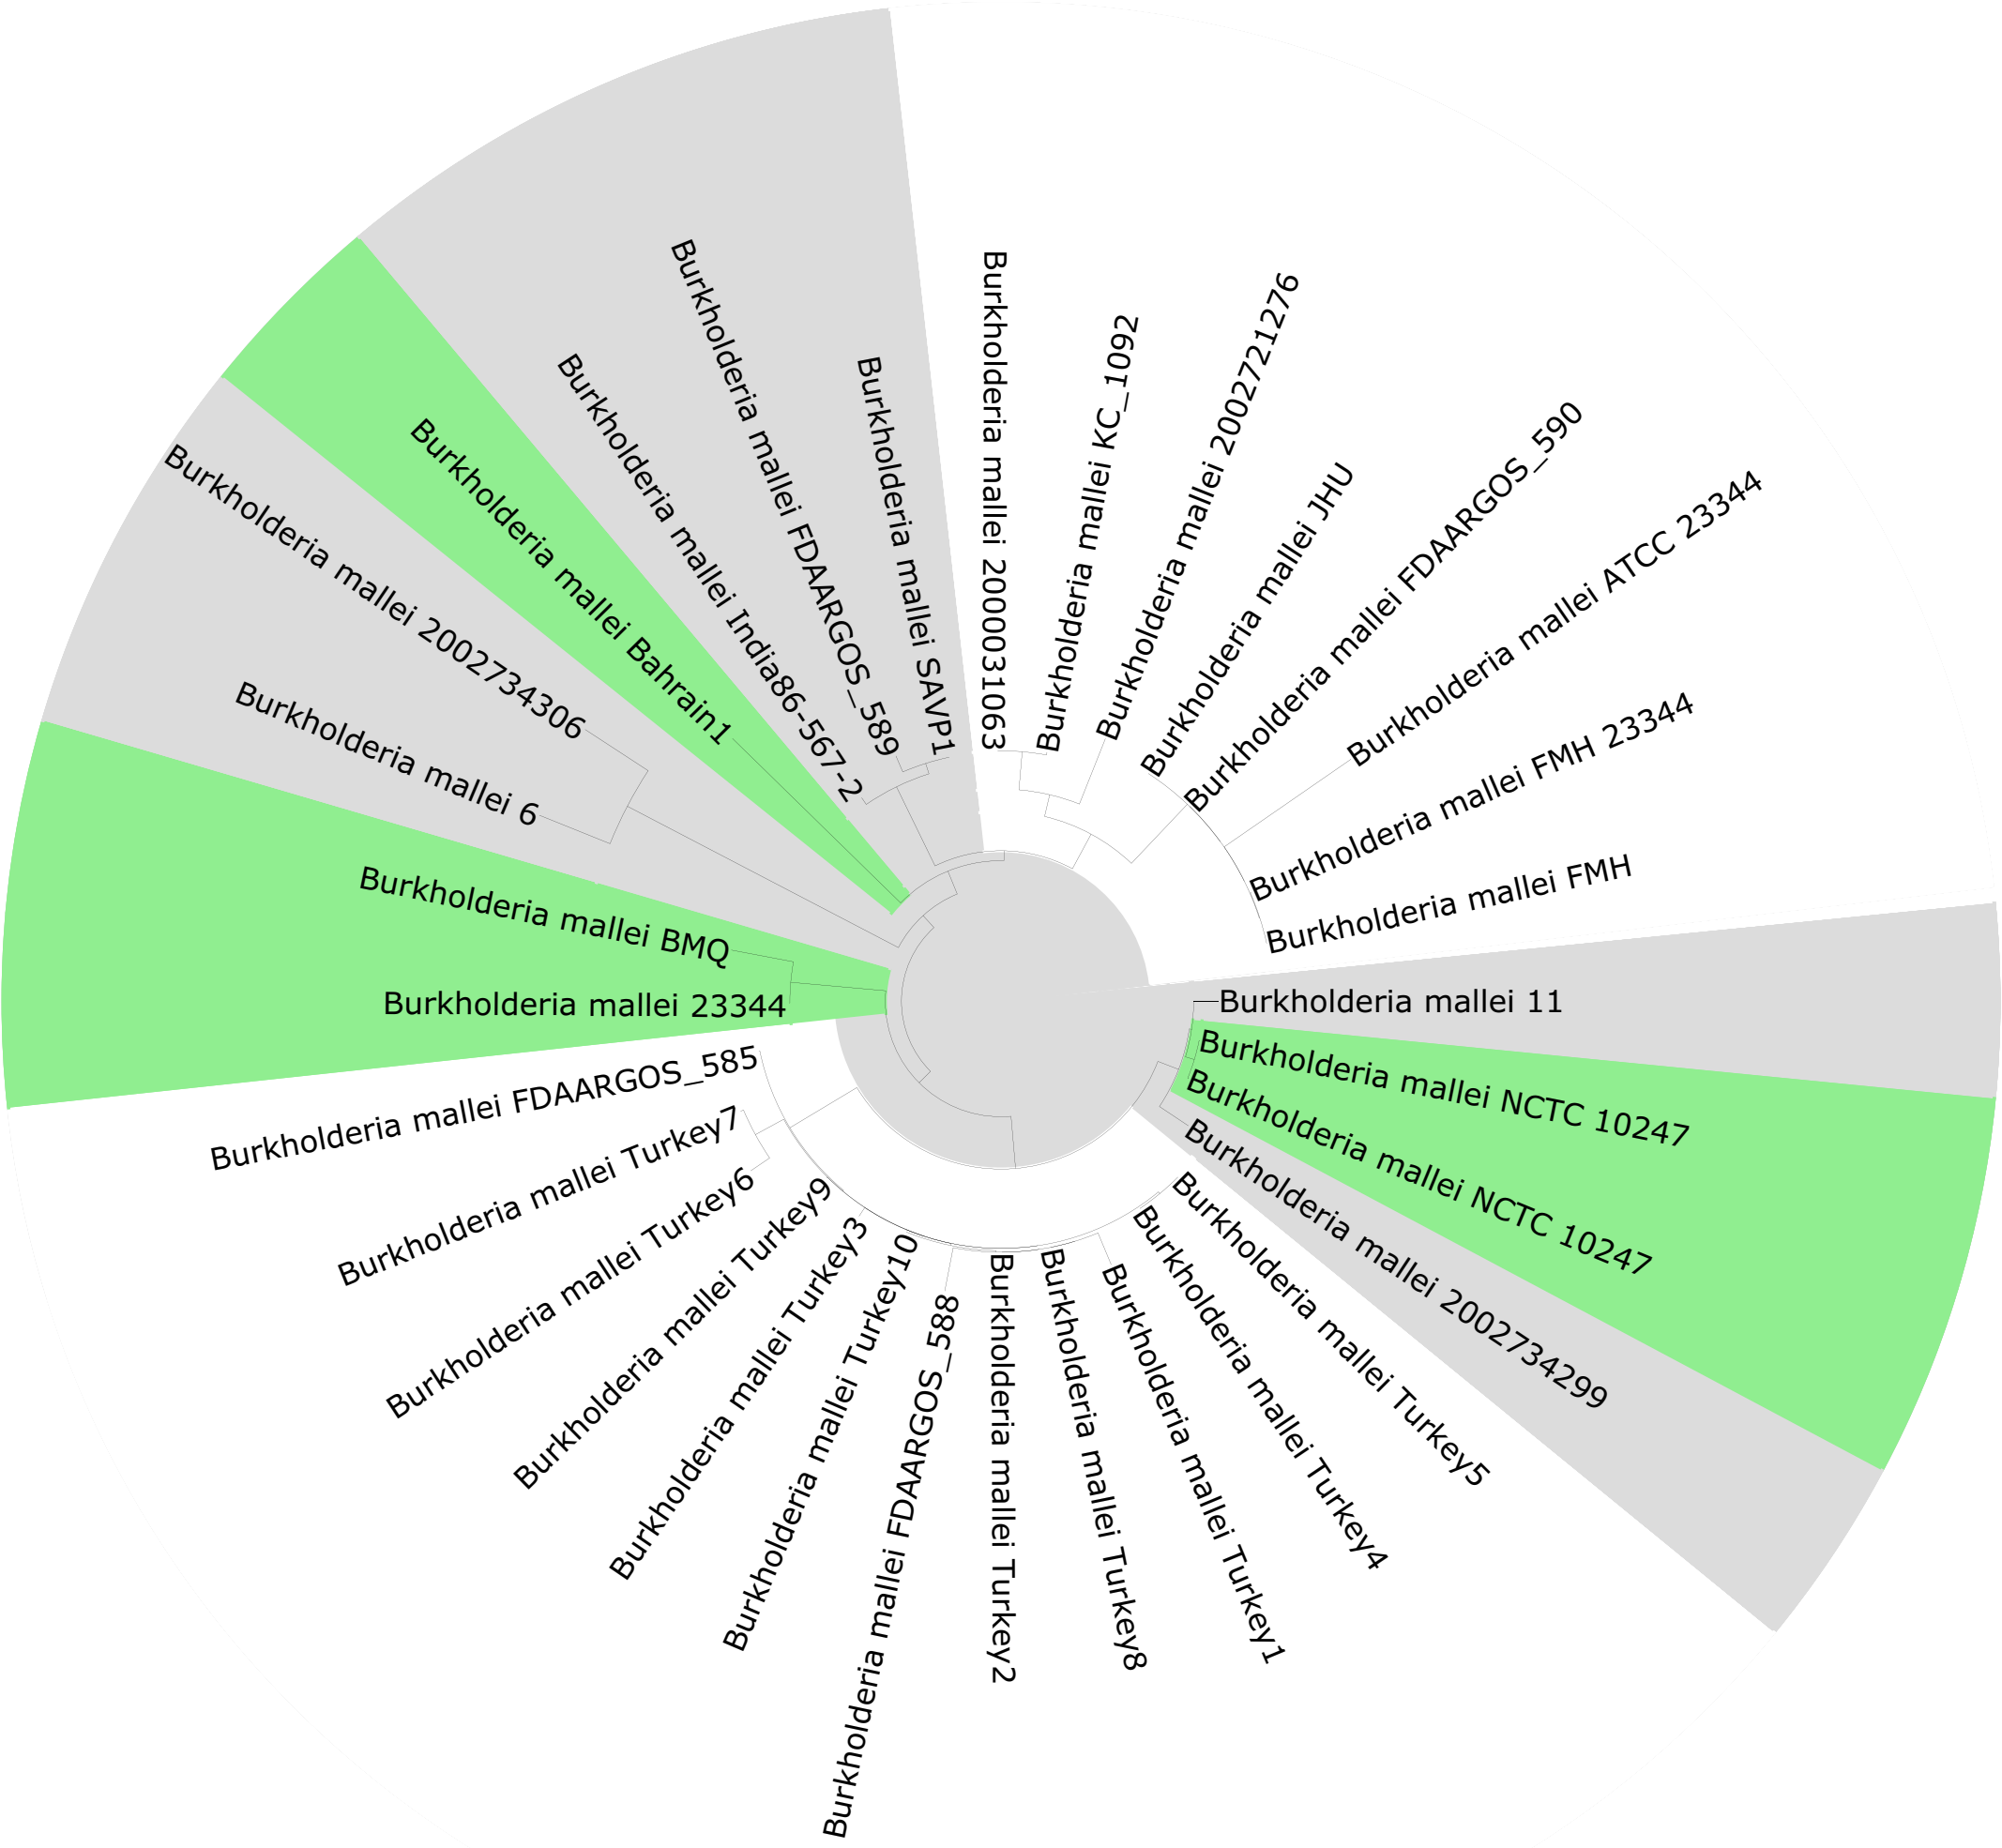 Burkholderia mallei 2000031063
Burkholderia mallei KC_1092
Burkholderia mallei 2002721276
Burkholderia mallei JHU
Burkholderia mallei FDAARGOS_590
Burkholderia mallei ATCC 23344
Burkholderia mallei FMH 23344
Burkholderia mallei FMH
Burkholderia mallei 11
Burkholderia mallei NCTC 10247
Burkholderia mallei NCTC 10247
Burkholderia mallei 2002734299
Burkholderia mallei Turkey5
Burkholderia mallei Turkey4
Burkholderia mallei Turkey1
Burkholderia mallei Turkey8
Burkholderia mallei Turkey2
Burkholderia mallei FDAARGOS_588
Burkholderia mallei Turkey10
Burkholderia mallei Turkey3
Burkholderia mallei Turkey9
Burkholderia mallei Turkey6
Burkholderia mallei Turkey7
Burkholderia mallei FDAARGOS_585
Burkholderia mallei 23344
Burkholderia mallei BMQ
Burkholderia mallei 6
Burkholderia mallei 2002734306
Burkholderia mallei Bahrain1
Burkholderia mallei India86-567-2
Burkholderia mallei FDAARGOS_589
Burkholderia mallei SAVP1